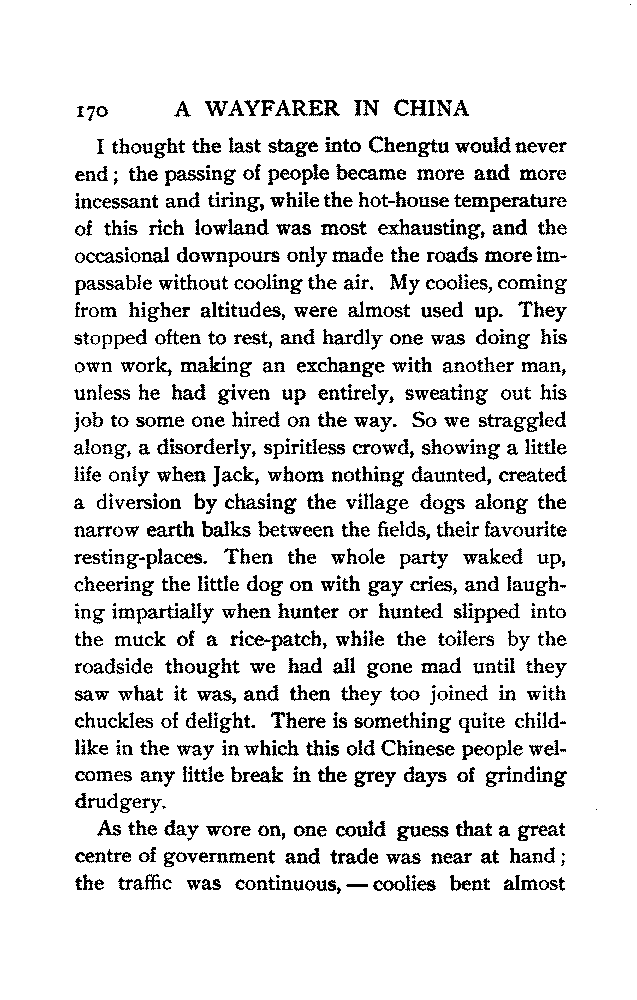 170 A WAYFARER IN CHINA
I thought the last stage into Chengtu would never
end; the passing of people became more and more
incessant and tiring, while the hot-house temperature
of this rich lowland was most exhausting, and the
occasional downpours only made the roads more im-
passable without cooling the air. My coolies, coming
from higher altitudes, were almost used up. They
stopped often to rest, and hardly one was doing his
own work, making an exchange with another man,
unless he had given up entirely, sweating out his
job to some one hired on the way. So we straggled
along, a disorderly, spiritless crowd, showing a little
life only when Jack, whom nothing daunted, created
a diversion by chasing the village dogs along the
narrow earth balks between the fields, their favourite
resting-places. Then the whole party waked up,
cheering the little dog on with gay cries, and laugh-
ing impartially when hunter or hunted slipped into
the muck of a rice-patch, while the toilers by the
roadside thought we had all gone mad until they
saw what it was, and then they too joined in with
chuckles of delight. There is something quite child-
like in the way in which this old Chinese people wel-
comes any little break in the grey days of grinding
drudgery.
As the day wore on, one could guess that a great
centre of government and trade was near at hand;
the traffic was continuous, — coolies bent almost